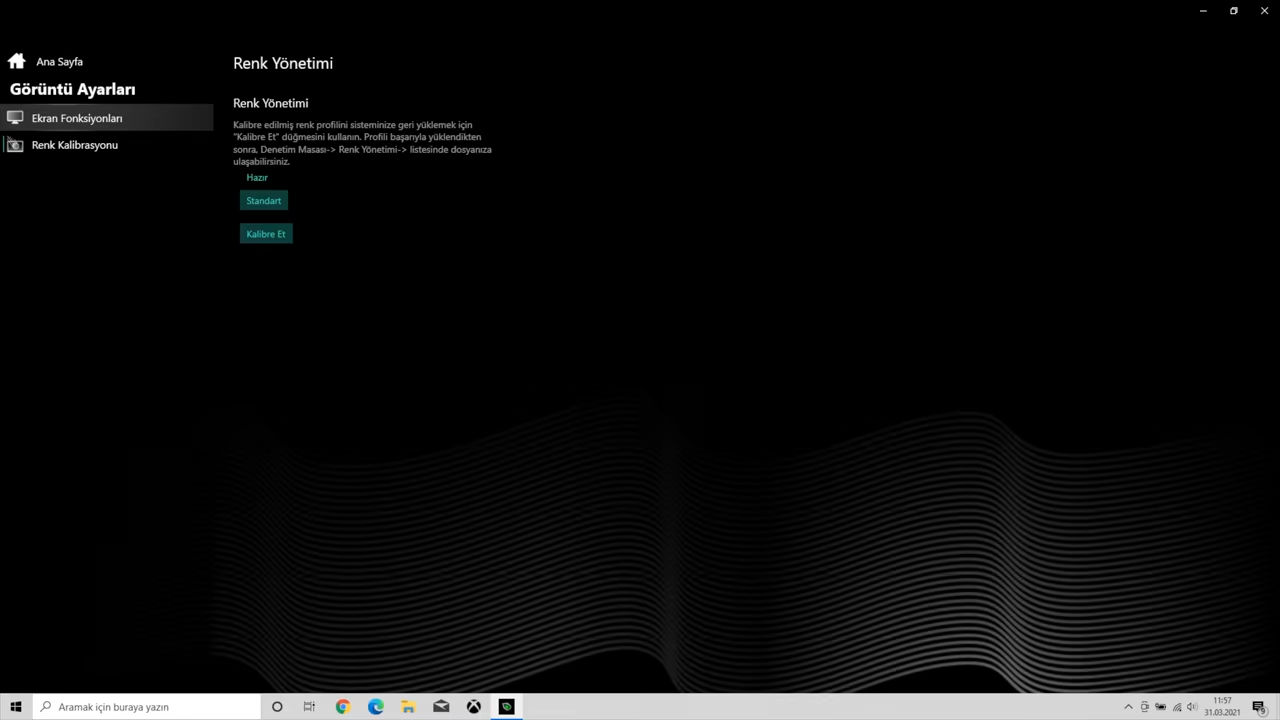 Ana Sayfa
Görüntü Ayarları
Ekran Fonksiyonları
Renk Kalibrasyonu
Renk Yönetimi
Renk Yönetimi
Kalibre edilmiş renk profilini sisteminize geri yüklemek için
"Kalibre Et" düğmesini kullanın. Profili başarıyla yüklendikten
sonra, Denetim Masası-> Renk Yönetimi-> listesinde dosyanıza
ulaşabilirsiniz.
Hazır
Standart
Kalibre Et
Aramak için buraya yazın
11:57
31.03.2021
9